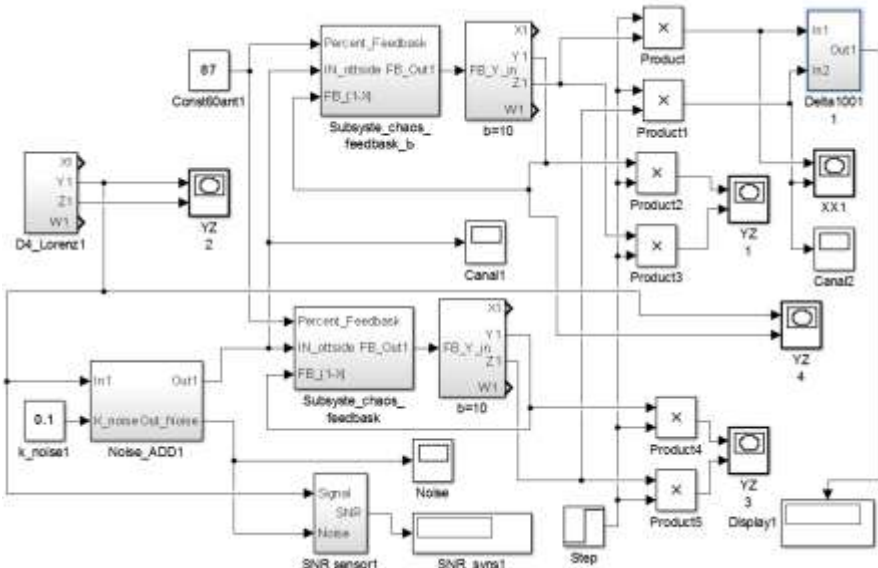 X1
Percent_Feedbask
Y1
In1
IN_ottside FB_Out1
FB_Y_in
Z1
Out1
87
Product
In2
FB_(1-X)
W1
Const60ant1
Delta1001
1
Subsyste_chaos_
feedbask_b
b=10
Product1
X1
Y1
Z1
W1
D4_Lorenz1
YZ
2
Product2
XX1
YZ
1
Product3
Canal1
Canal2
Percent_Feedbask
X1
IN_ottside FB_Out1
FB_Y_in
Y1
Z1
FB_(1-X)
W1
YZ
4
In1
Out1
Subsyste_chaos_
feedbask
b=10
0.1
K_noise Out_Noise
k_noise1
Noise_ADD1
Product4
Noise
YZ
3
Signal
SNR
Noise
Product5
Display1
Step
SNR sensor1
SNR_syns1